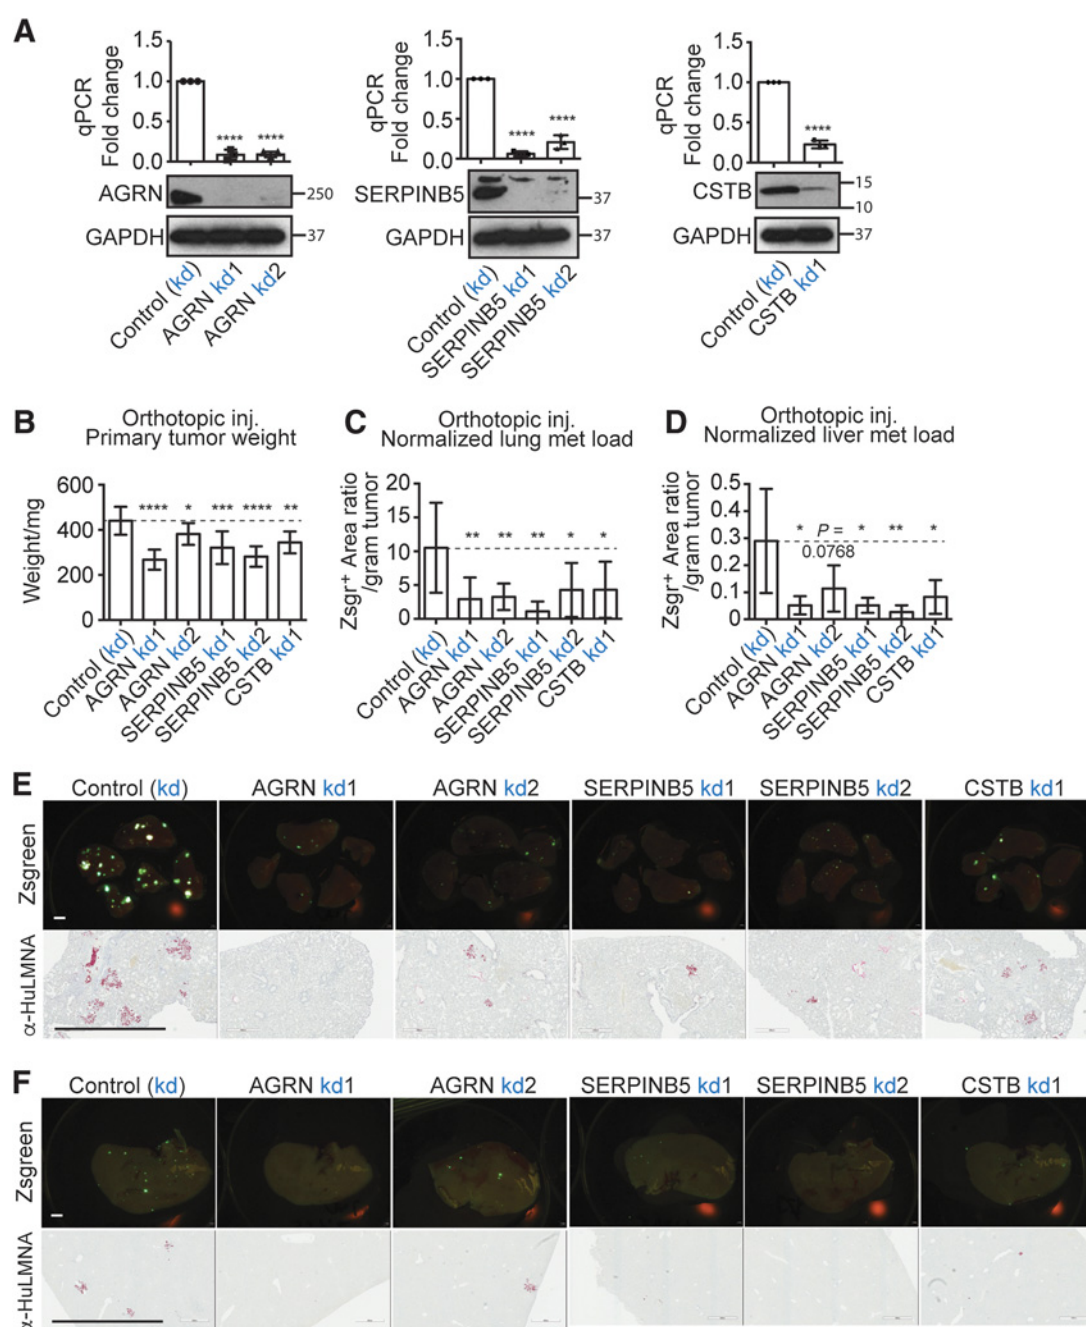 A
qPCR
Fold change
1.5
1.0
0.5
0.0
****
****
AGRN
250
GAPDH
37
Control (kd)
AGRN kd1
AGRN kd2
qPCR
Fold change
1.5
1.0
0.5
0.0
****
****
SERPINB5
37
GAPDH
37
Control (kd)
SERPINB5 kd1
SERPINB5 kd2
qPCR
Fold change
1.5
1.0
0.5
0.0
****
CSTB
15
10
GAPDH
37
Control (kd)
CSTB kd1
B
Orthotopic inj.
Primary tumor weight
Weight/mg
600
400
200
0
**** * *** **** **
Control (kd)
AGRN kd1
AGRN kd2
SERPINB5 kd1
SERPINB5 kd2
CSTB kd1
C
Orthotopic inj.
Normalized lung met load
Zsgr+ Area ratio
/gram tumor
20
15
10
5
0
** ** ** * *
Control (kd)
AGRN kd1
AGRN kd2
SERPINB5 kd1
SERPINB5 kd2
CSTB kd1
D
Orthotopic inj.
Normalized liver met load
Zsgr+ Area ratio
/gram tumor
0.5
0.4
0.3
0.2
0.1
0
* P = * ** *
0.0768
Control (kd)
AGRN kd1
AGRN kd2
SERPINB5 kd1
SERPINB5 kd2
CSTB kd1
E
Control (kd) AGRN kd1 AGRN kd2 SERPINB5 kd1 SERPINB5 kd2 CSTB kd1
Zsgreen
α-HuLMNA
F
Control (kd) AGRN kd1 AGRN kd2 SERPINB5 kd1 SERPINB5 kd2 CSTB kd1
Zsgreen
α-HuLMNA